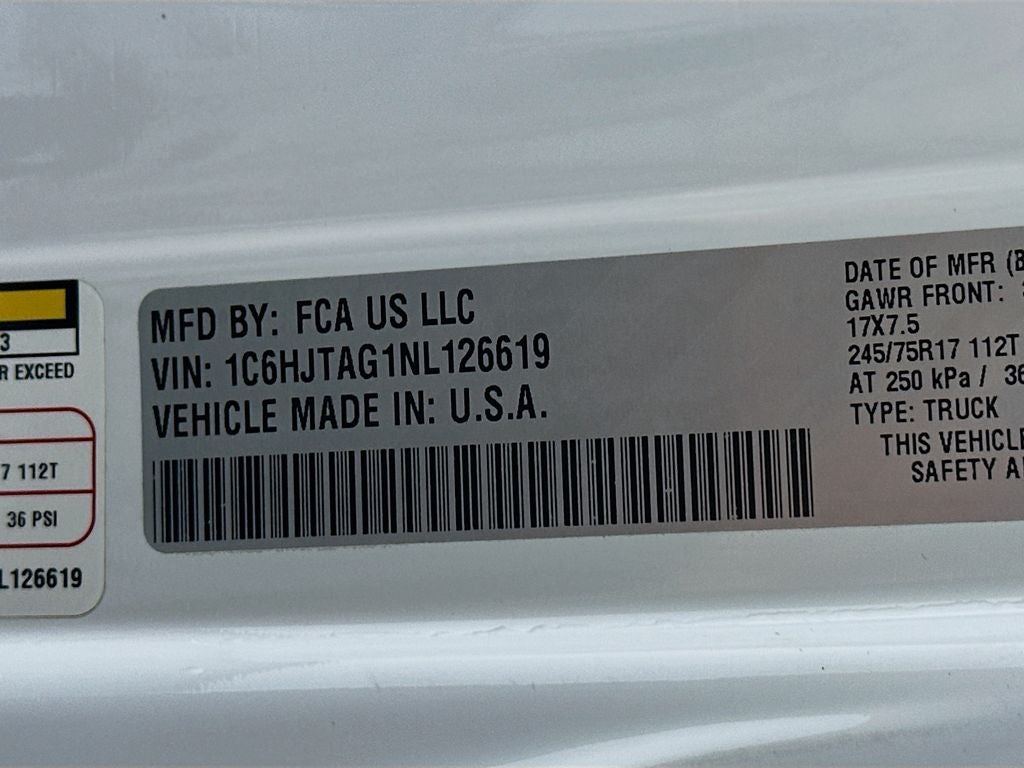 3
R EXCEED
7 112T
36 PSI
L126619
MFD BY: FCA US LLC
VIN: 1C6HJTAG1NL126619
VEHICLE MADE IN: U.S.A.
DATE OF MFR (B
GAWR FRONT:
17X7.5
245/75R17 112T
AT 250 kPa / 36
TYPE: TRUCK
THIS VEHICLE
SAFETY A